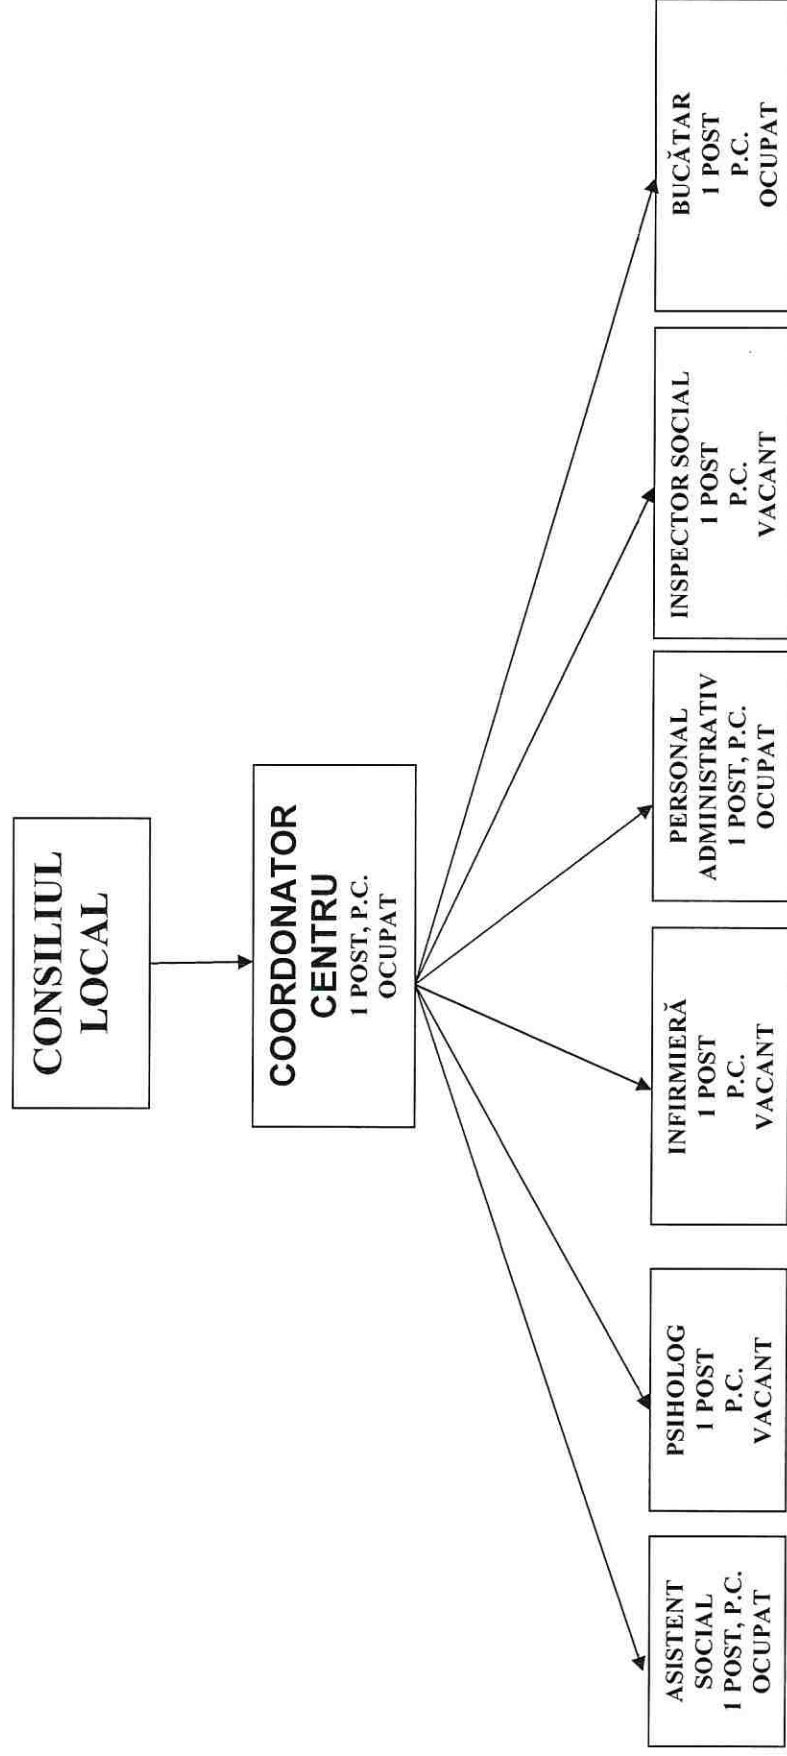 CONSILIUL
LOCAL
COORDONATOR
CENTRU
1 POST, P.C.
OCUPAT
ASISTENT
SOCIAL
1 POST, P.C.
OCUPAT
PSIHOLOG
1 POST
P.C.
VACANT
INFIRMIERĂ
1 POST
P.C.
VACANT
PERSONAL
ADMINISTRATIV
1 POST, P.C.
OCUPAT
INSPECTOR SOCIAL
1 POST
P.C.
VACANT
BUCĂTAR
1 POST
P.C.
OCUPAT